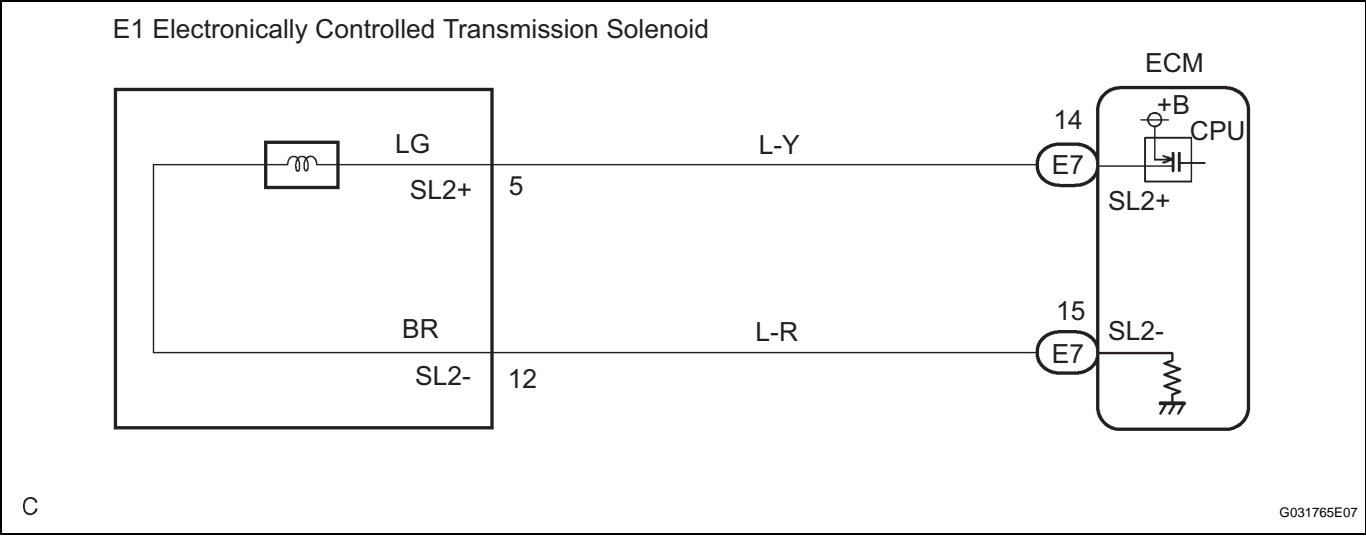 E1 Electronically Controlled Transmission Solenoid
ECM
+B
CPU
14
LG
L-Y
E7
SL2+
5
SL2+
15
BR
L-R
SL2-
E7
SL2-
12
C
G031765E07